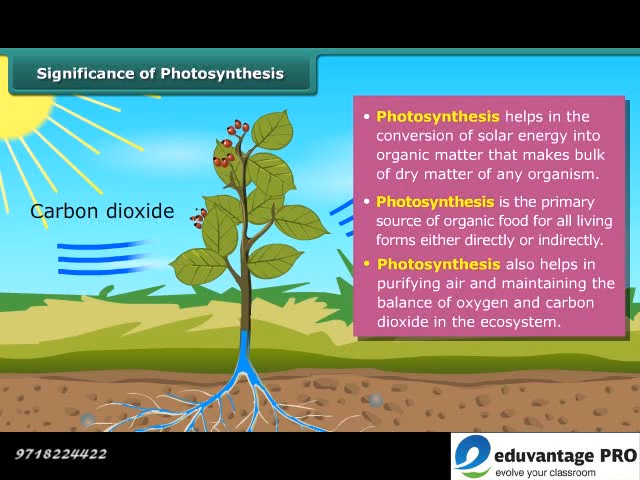 Significance of Photosynthesis
• Photosynthesis helps in the
conversion of solar energy into
organic matter that makes bulk
of dry matter of any organism.
• Photosynthesis is the primary
source of organic food for all living
forms either directly or indirectly.
• Photosynthesis also helps in
purifying air and maintaining the
balance of oxygen and carbon
dioxide in the ecosystem.
Carbon dioxide
9718224422
eduvantage PRO
evolve your classroom